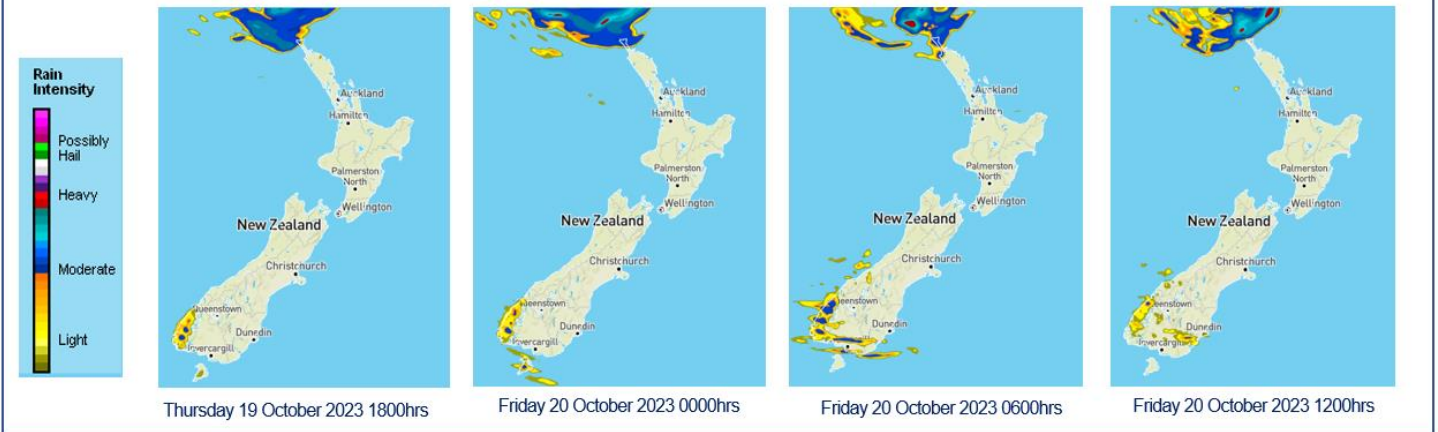 Rain
Intensity
Possibly
Hail
Heavy
Moderate
Light
Auckland
Hamilton
Palmerston
North
Wellington
New Zealand
Christchurch
Queenstown
Dunedin
Invercargill
Thursday 19 October 2023 1800hrs
Auckland
Hamilton
Palmerston
North
Wellington
New Zealand
Christchurch
Queenstown
Dunedin
Invercargill
Friday 20 October 2023 0000hrs
Auckland
Hamilton
Palmerston
North
Wellington
New Zealand
Christchurch
Queenstown
Dunedin
Friday 20 October 2023 0600hrs
Auckland
Hamilton
Palmerston
North
Wellington
New Zealand
Christchurch
Queenstown
Dunedin
Invercargill
Friday 20 October 2023 1200hrs